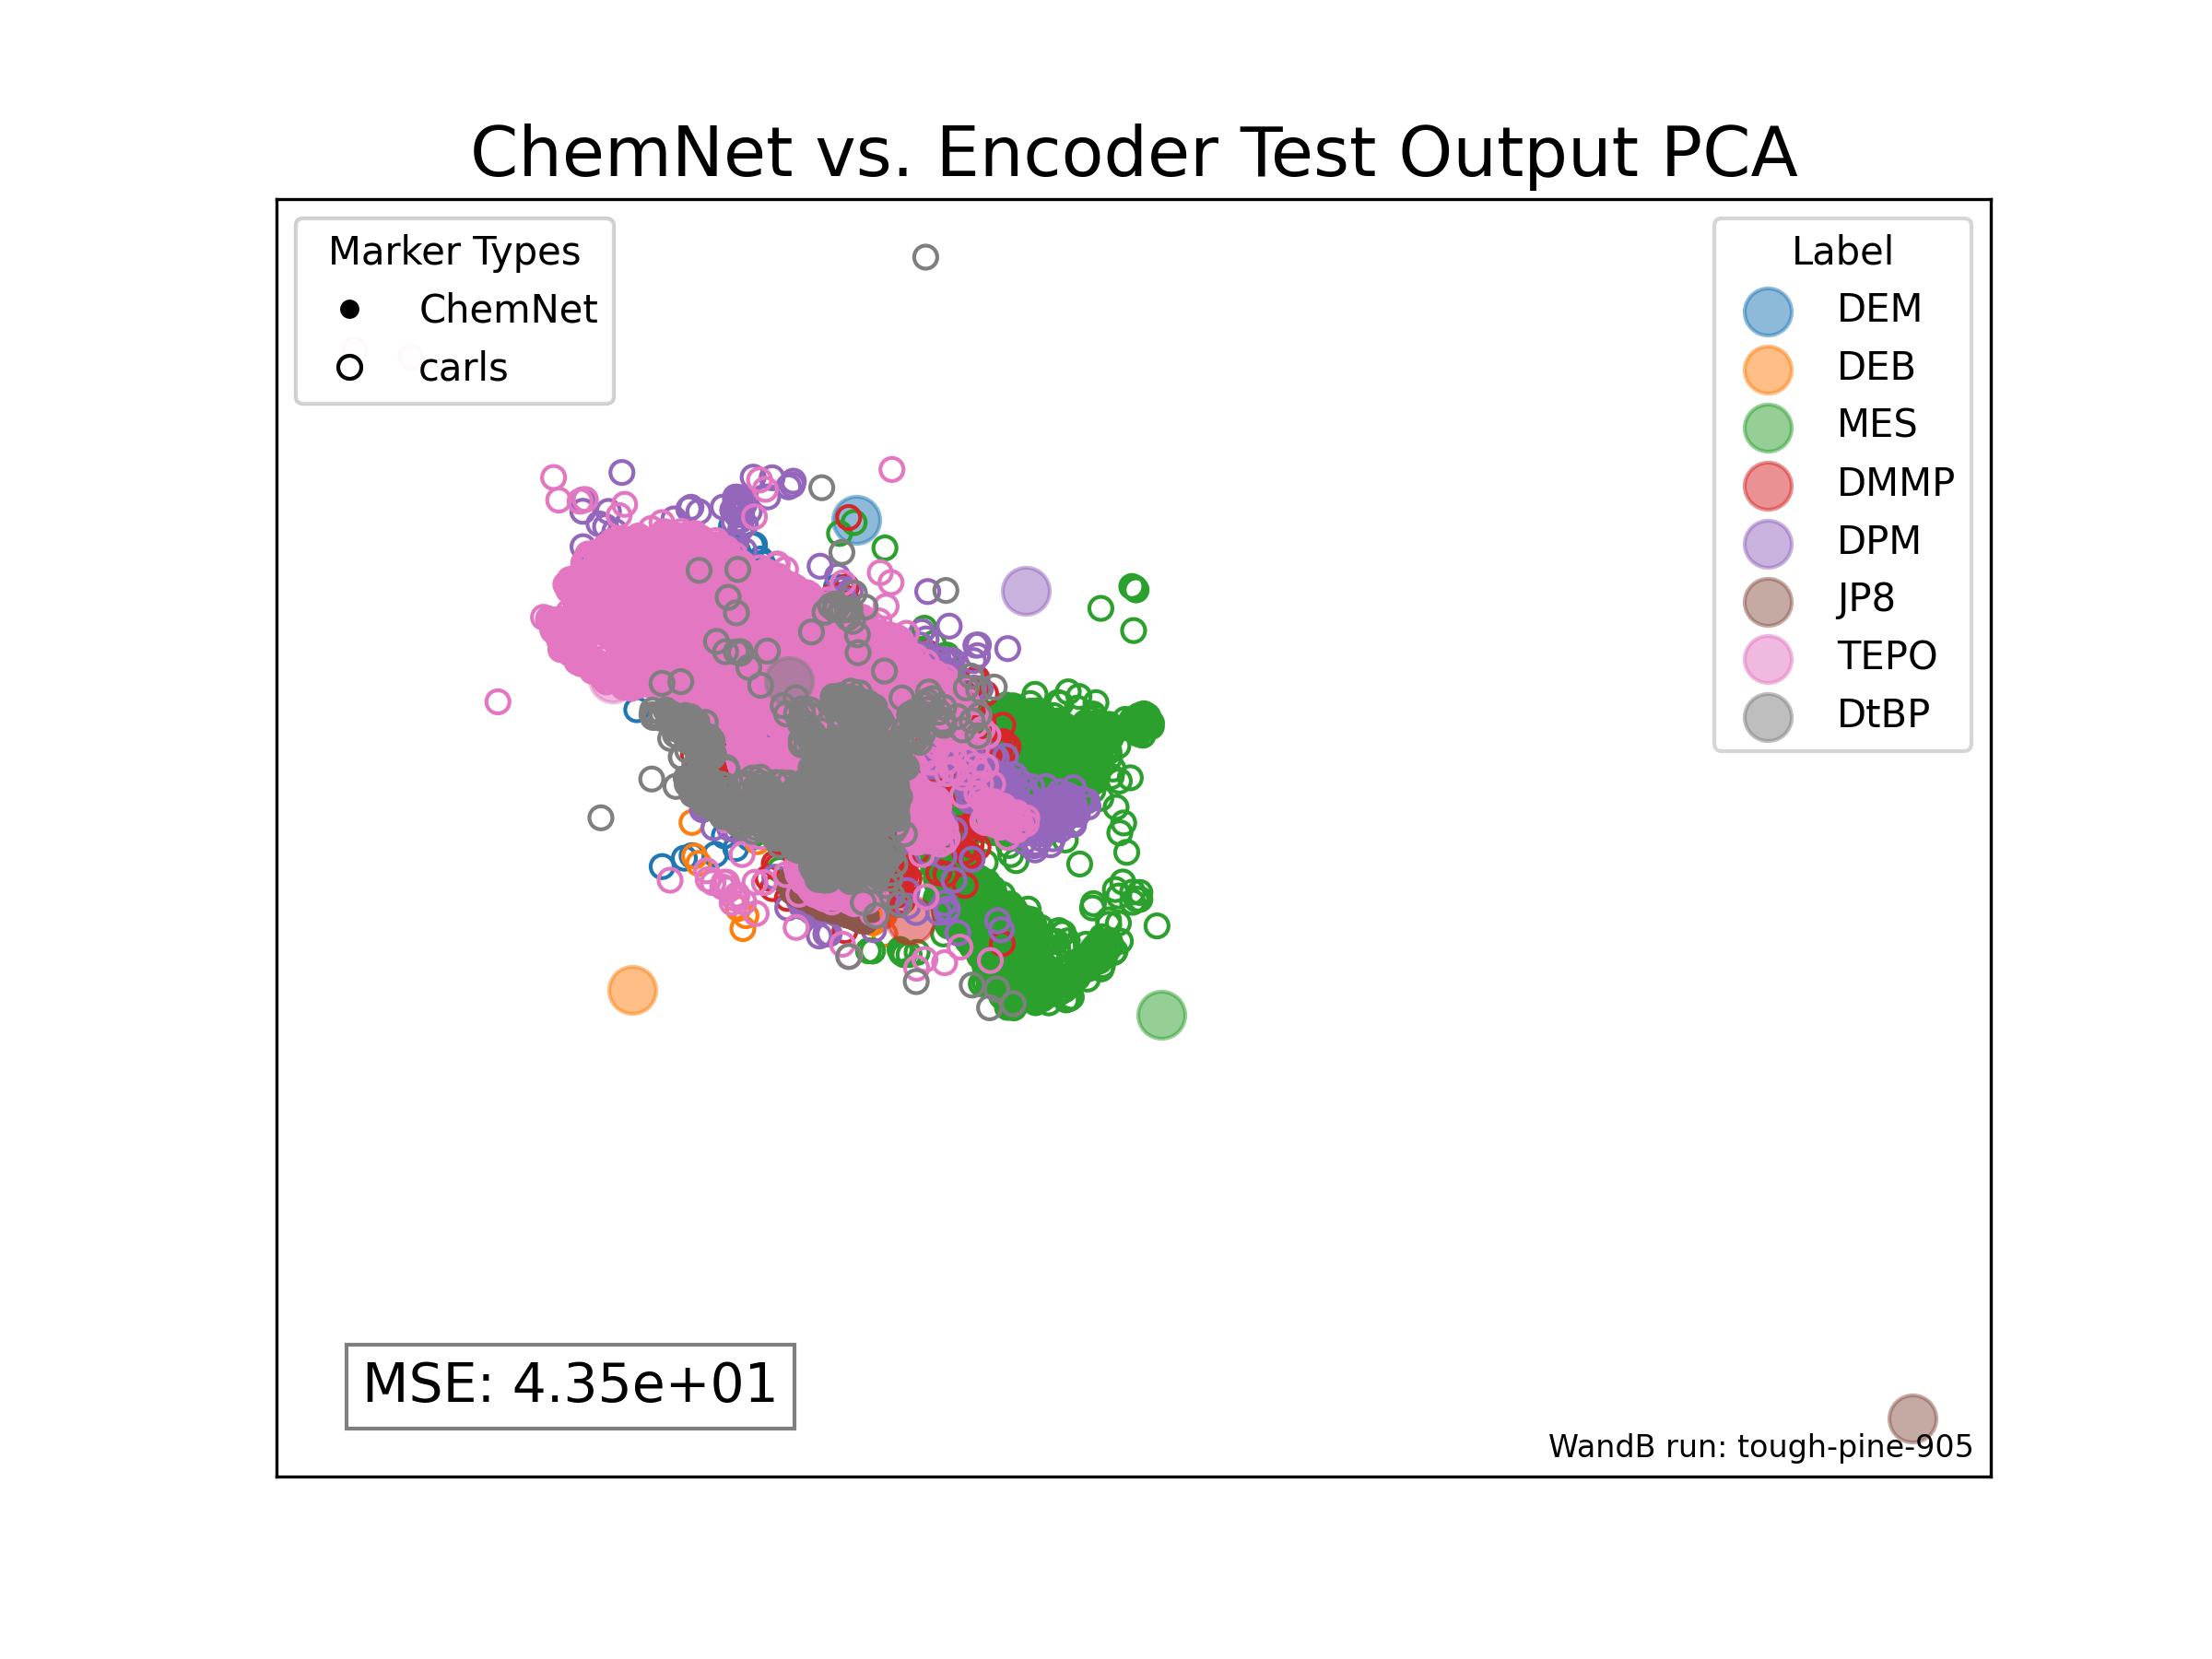 ChemNet vs. Encoder Test Output PCA
Marker Types
ChemNet
carls
Label
DEM
DEB
MES
DMMP
DPM
JP8
TEPO
DtBP
MSE: 4.35e+01
WandB run: tough-pine-905